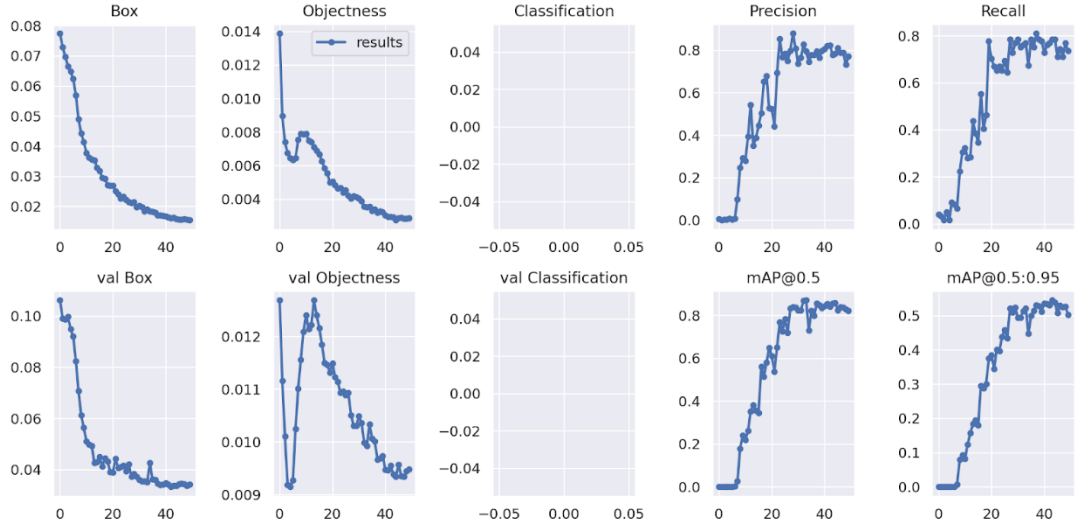 Box
0.08
0.07
0.06
0.05
0.04
0.03
0.02
0 20 40
Objectness
results
0.014
0.012
0.010
0.008
0.006
0.004
0 20 40
Classification
0.04
0.02
0.00
−0.02
−0.04
−0.05 0.00 0.05
Precision
0.8
0.6
0.4
0.2
0.0
0 20 40
Recall
0.8
0.6
0.4
0.2
0.0
0 20 40
val Box
0.10
0.08
0.06
0.04
0 20 40
val Objectness
0.012
0.011
0.010
0.009
0 20 40
val Classification
0.04
0.02
0.00
−0.02
−0.04
−0.05 0.00 0.05
mAP@0.5
0.8
0.6
0.4
0.2
0.0
0 20 40
mAP@0.5:0.95
0.5
0.4
0.3
0.2
0.1
0.0
0 20 40